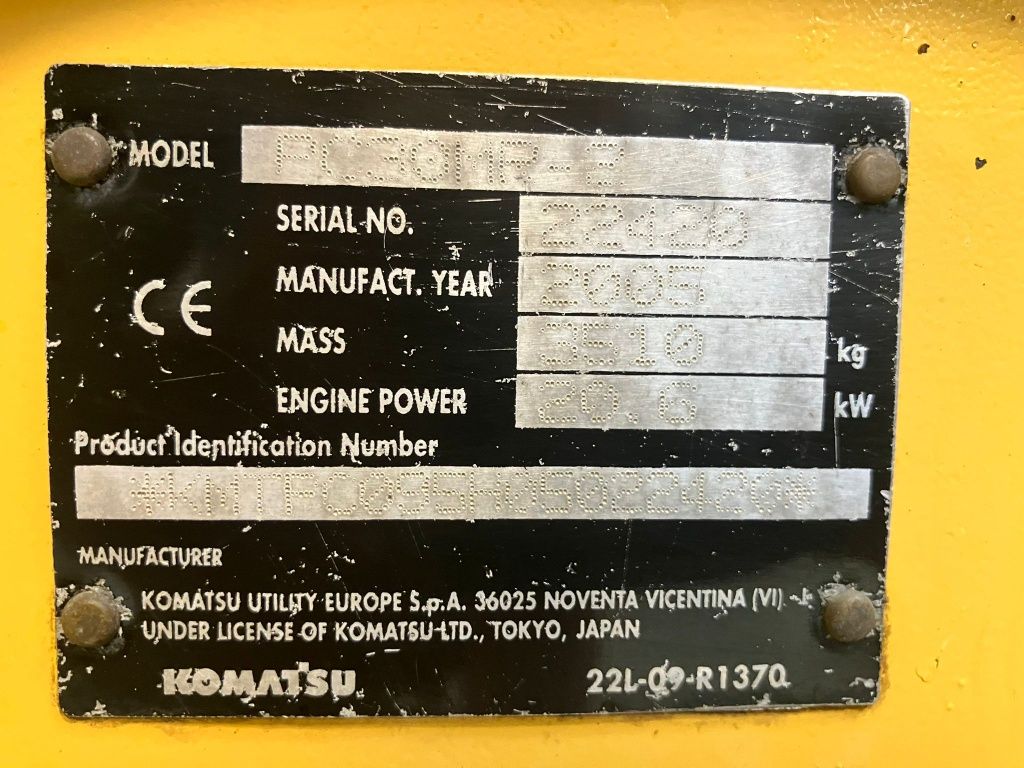 MODEL PC30MR-2
SERIAL NO. 22420
MANUFACT. YEAR 2005
CE
MASS 3510 kg
ENGINE POWER 20.6 kW
Product Identification Number
MANUFACTURER
KOMATSU UTILITY EUROPE S.p.A. 36025 NOVENTA VICENTINA (VI) -
UNDER LICENSE OF KOMATSU LTD., TOKYO, JAPAN
KOMATSU 22L-09-R1370